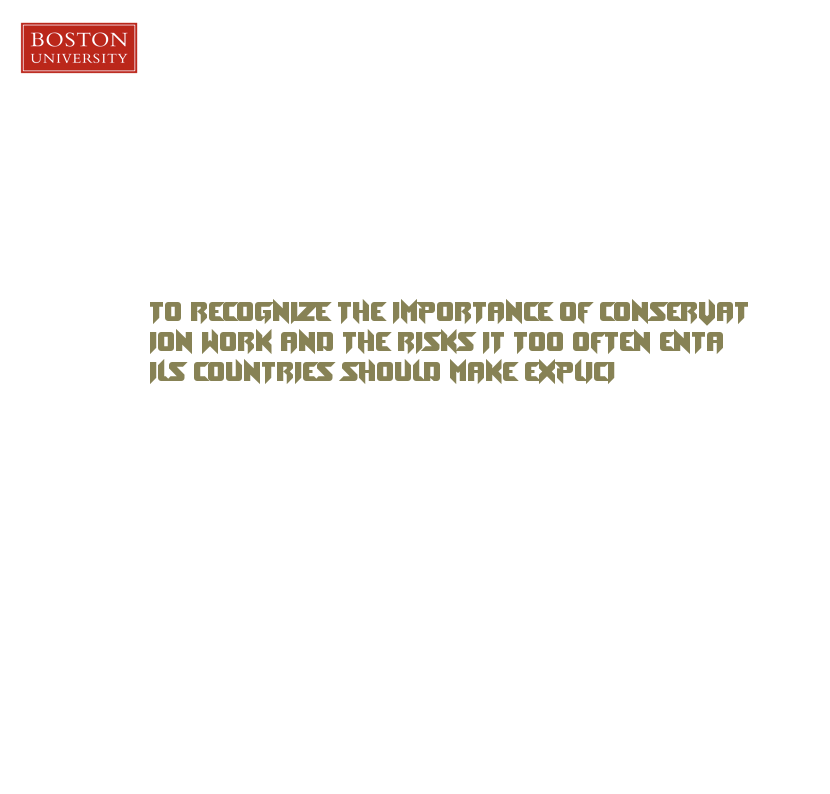 BOSTON
UNIVERSITY
TO RECOGNIZE THE IMPORTANCE OF CONSERVAT
ION WORK AND THE RISKS IT TOO OFTEN ENTA
ILS COUNTRIES SHOULD MAKE EXPLICI